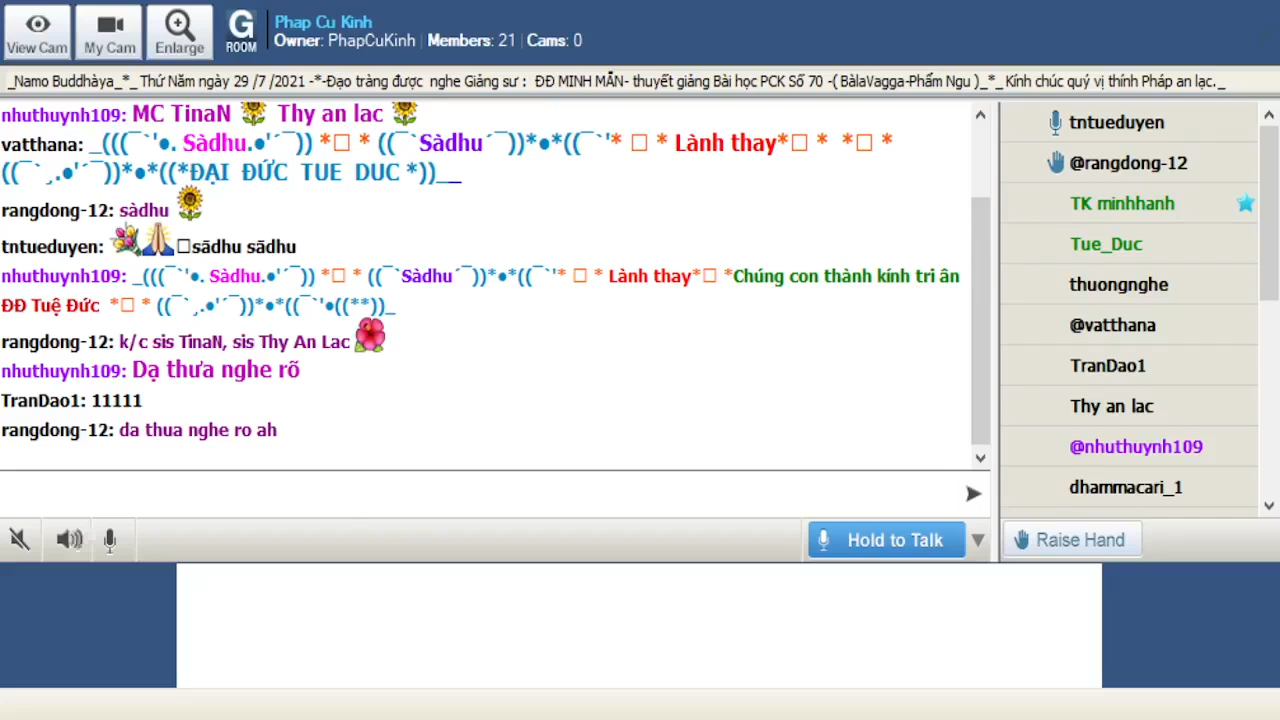 Phap Cu Kinh
View Cam My Cam Enlarge G ROOM Owner: PhapCuKinh Members: 21 Cams: 0
_Namo Buddhàya_*_ Thứ Năm ngày 29 /7 /2021 -*-Đạo tràng được nghe Giảng sư : ĐĐ MINH MẪN- thuyết giảng Bài học PCK Số 70 -( BàlaVagga-Phẩm Ngu )_*_ Kính chúc quý vị thính Pháp an lạc._
nhuthuynh109: MC TinaN 🌻 Thy an lac 🌻
vatthana: _(((¯`'•. Sàdhu.•'´¯)) *□ * ((¯`Sàdhu´¯))*•*((¯`'* □ * Lành thay*□ * *□ *
((¯`¸.•'´¯))*•*((*ĐẠI ĐỨC TUE DUC *))__
rangdong-12: sàdhu 🌻
tntueduyen: 💐🙏□sādhu sādhu
nhuthuynh109: _(((¯`'•. Sàdhu.•'´¯)) *□ * ((¯`Sàdhu´¯))*•*((¯`'* □ * Lành thay*□ *Chúng con thành kính tri ân
ĐĐ Tuệ Đức *□ * ((¯`¸.•'´¯))*•*((¯`'•((**))_
rangdong-12: k/c sis TinaN, sis Thy An Lac 🌺
nhuthuynh109: Dạ thưa nghe rõ
TranDao1: 11111
rangdong-12: da thua nghe ro ah
Hold to Talk
tntueduyen
@rangdong-12
TK minhhanh
Tue_Duc
thuongnghe
@vatthana
TranDao1
Thy an lac
@nhuthuynh109
dhammacari_1
Raise Hand